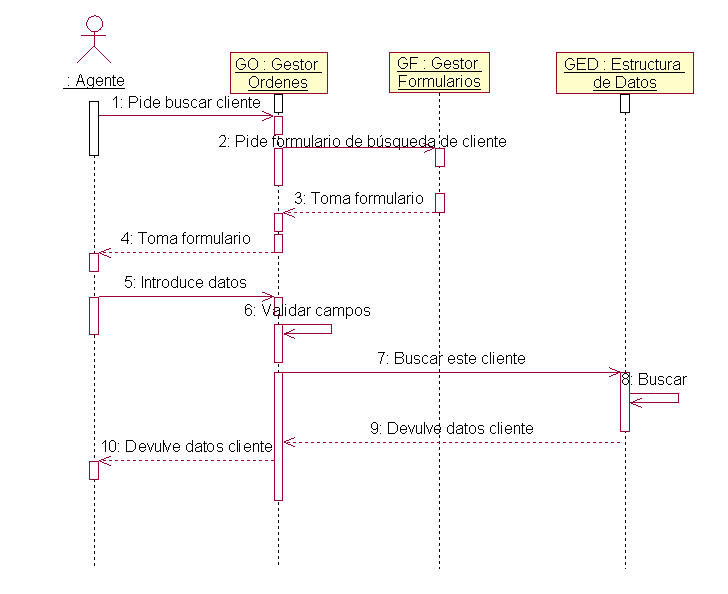 : Agente
GO : Gestor
Ordenes
GF : Gestor
Formularios
GED : Estructura
de Datos
1: Pide buscar cliente
2: Pide formulario de búsqueda de cliente
3: Toma formulario
4: Toma formulario
5: Introduce datos
6: Validar campos
7: Buscar este cliente
8: Buscar
9: Devulve datos cliente
10: Devulve datos cliente